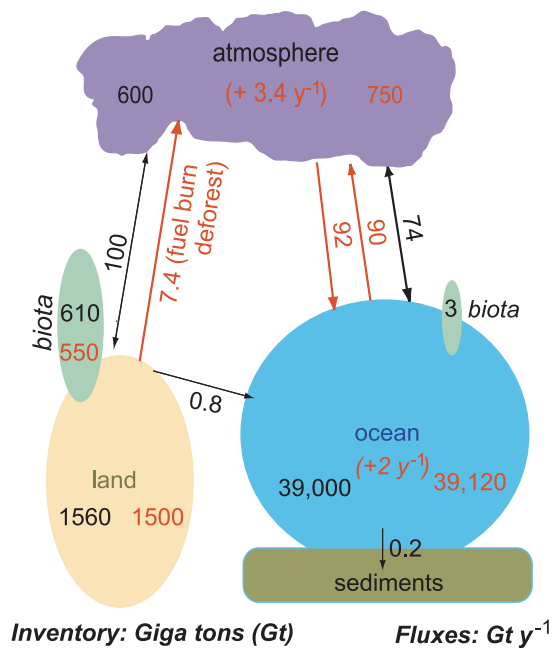 atmosphere
600 (+ 3.4 y⁻¹) 750
100
7.4 (fuel burn
deforest)
92
90
74
biota
610
550
3 biota
0.8
ocean
(+2 y⁻¹)
39,000 39,120
land
1560 1500
0.2
sediments
Inventory: Giga tons (Gt) Fluxes: Gt y⁻¹